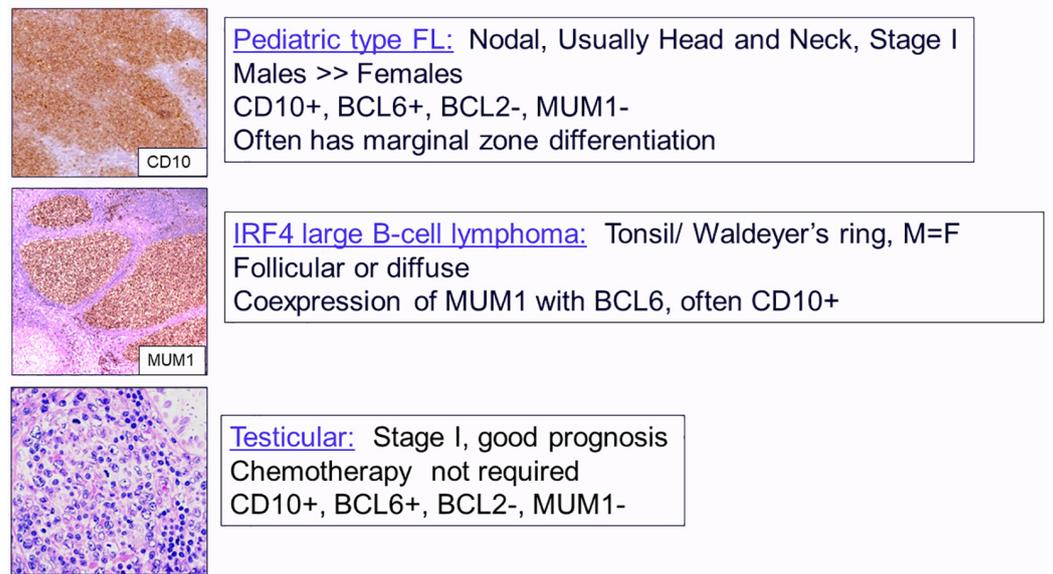 Pediatric type FL: Nodal, Usually Head and Neck, Stage I
Males >> Females
CD10+, BCL6+, BCL2-, MUM1-
Often has marginal zone differentiation
CD10
IRF4 large B-cell lymphoma: Tonsil/ Waldeyer's ring, M=F
Follicular or diffuse
Coexpression of MUM1 with BCL6, often CD10+
MUM1
Testicular: Stage I, good prognosis
Chemotherapy not required
CD10+, BCL6+, BCL2-, MUM1-